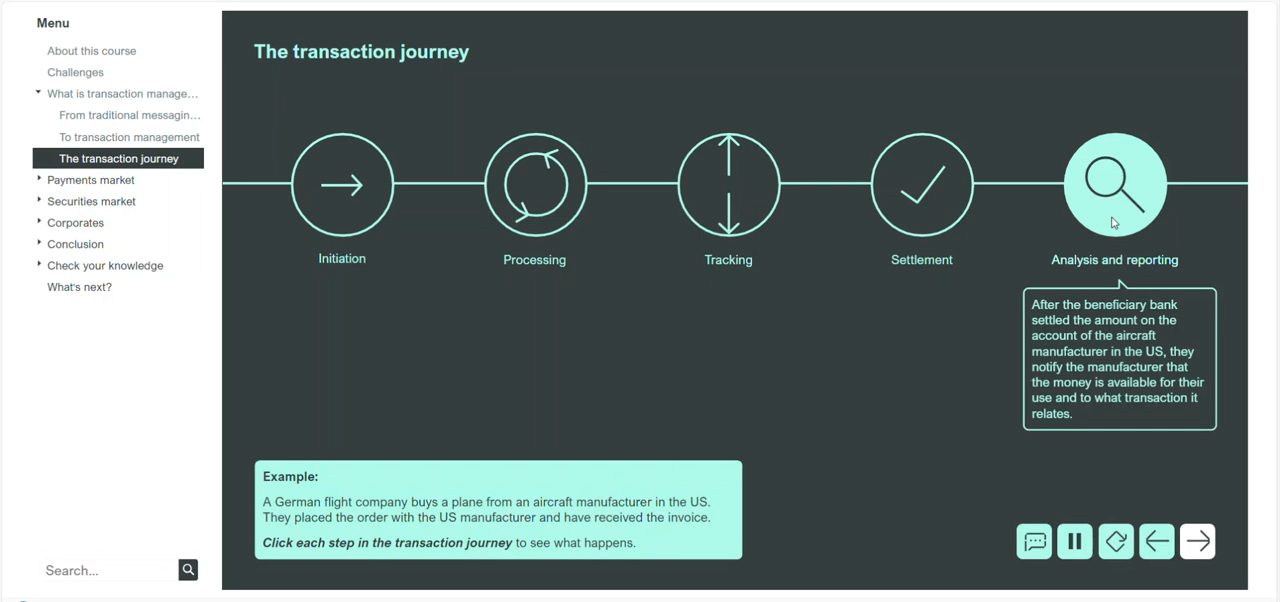 Menu
About this course
Challenges
What is transaction manage...
From traditional messagin...
To transaction management
The transaction journey
Payments market
Securities market
Corporates
Conclusion
Check your knowledge
What's next?
Search...
The transaction journey
Initiation
Processing
Tracking
Settlement
Analysis and reporting
After the beneficiary bank
settled the amount on the
account of the aircraft
manufacturer in the US, they
notify the manufacturer that
the money is available for their
use and to what transaction it
relates.
Example:
A German flight company buys a plane from an aircraft manufacturer in the US.
They placed the order with the US manufacturer and have received the invoice.
Click each step in the transaction journey to see what happens.